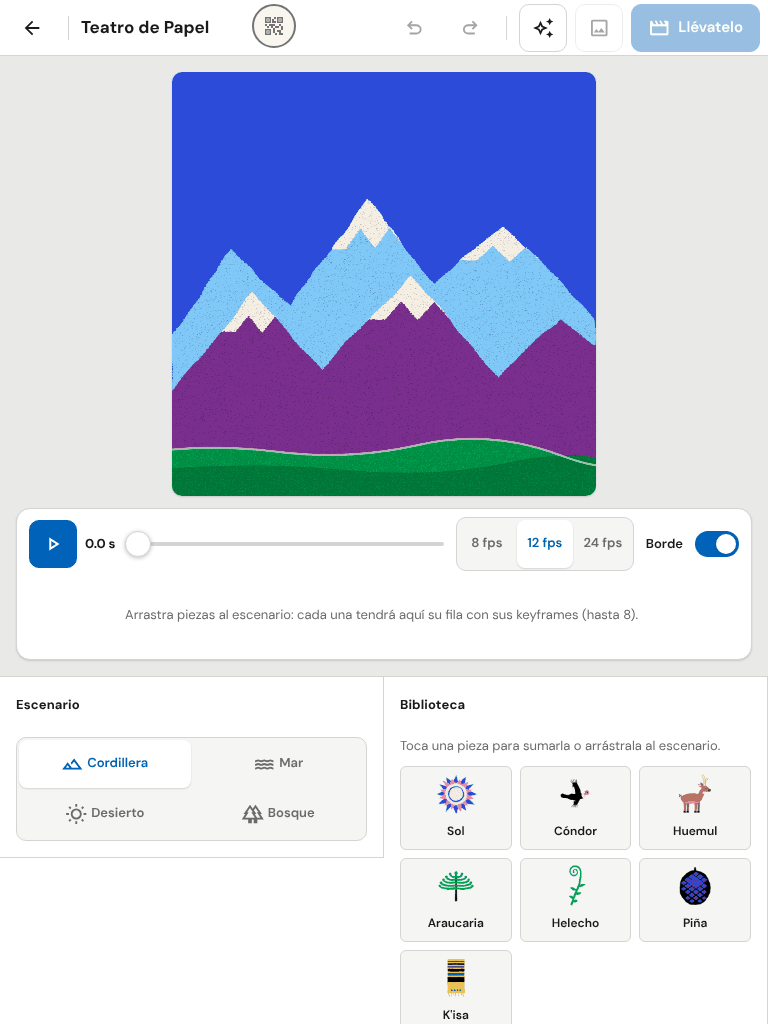 Teatro de Papel
Llévatelo
0.0 s
8 fps
12 fps
24 fps
Borde
Arrastra piezas al escenario: cada una tendrá aquí su fila con sus keyframes (hasta 8).
Escenario
Cordillera
Mar
Desierto
Bosque
Biblioteca
Toca una pieza para sumarla o arrástrala al escenario.
Sol
Cóndor
Huemul
Araucaria
Helecho
Piña
K'isa